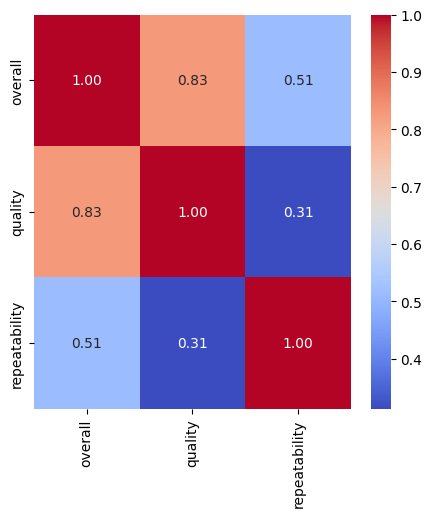 overall
1.00 0.83 0.51
quality
0.83 1.00 0.31
repeatability
0.51 0.31 1.00
overall quality repeatability
1.0
0.9
0.8
0.7
0.6
0.5
0.4